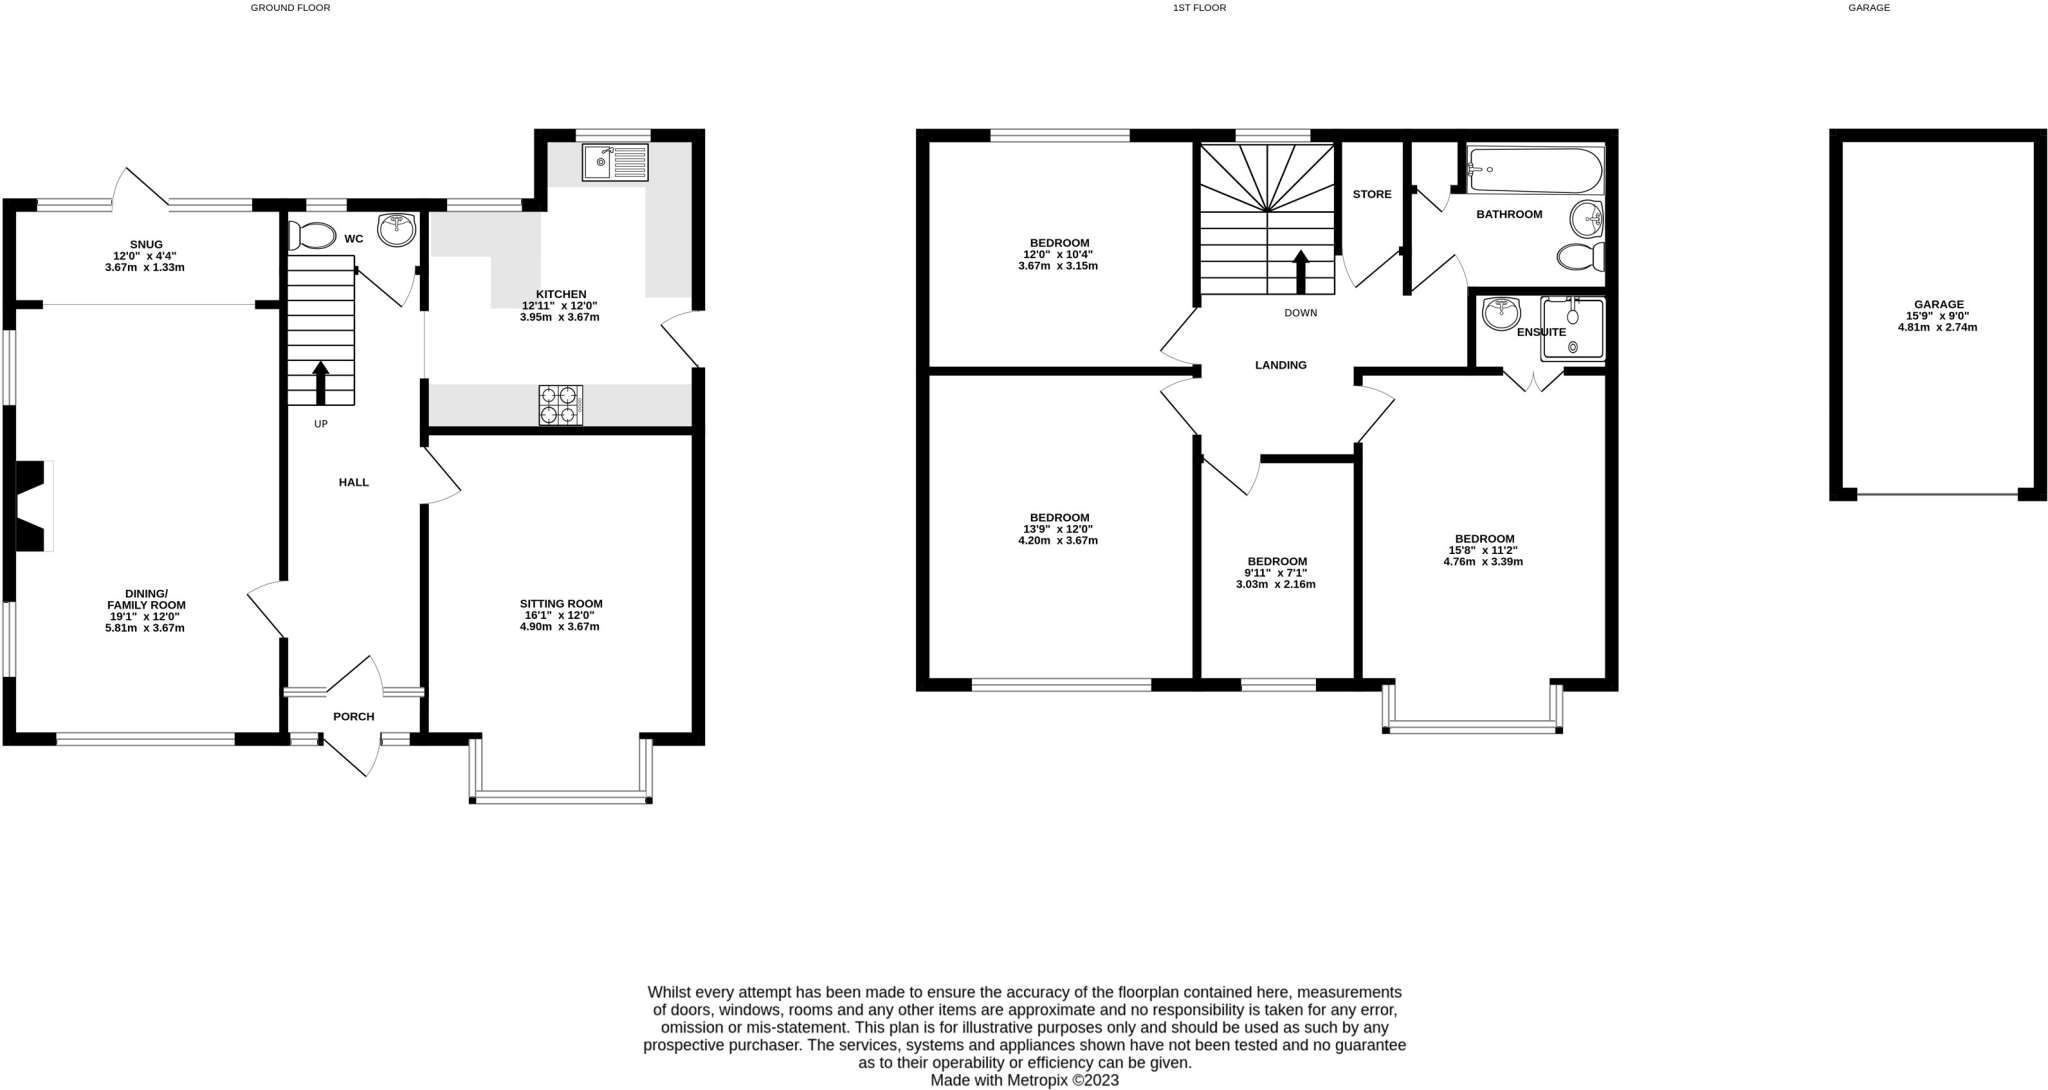 GROUND FLOOR
1ST FLOOR
GARAGE
SNUG
12'0" x 4'4"
3.67m x 1.33m
WC
KITCHEN
12'11" x 12'0"
3.95m x 3.67m
UP
HALL
DINING/
FAMILY ROOM
19'1" x 12'0"
5.81m x 3.67m
SITTING ROOM
16'1" x 12'0"
4.90m x 3.67m
PORCH
BEDROOM
12'0" x 10'4"
3.67m x 3.15m
STORE
BATHROOM
DOWN
ENSUITE
LANDING
BEDROOM
13'9" x 12'0"
4.20m x 3.67m
BEDROOM
9'11" x 7'1"
3.03m x 2.16m
BEDROOM
15'8" x 11'2"
4.76m x 3.39m
GARAGE
15'9" x 9'0"
4.81m x 2.74m
Whilst every attempt has been made to ensure the accuracy of the floorplan contained here, measurements
of doors, windows, rooms and any other items are approximate and no responsibility is taken for any error,
omission or mis-statement. This plan is for illustrative purposes only and should be used as such by any
prospective purchaser. The services, systems and appliances shown have not been tested and no guarantee
as to their operability or efficiency can be given.
Made with Metropix ©2023